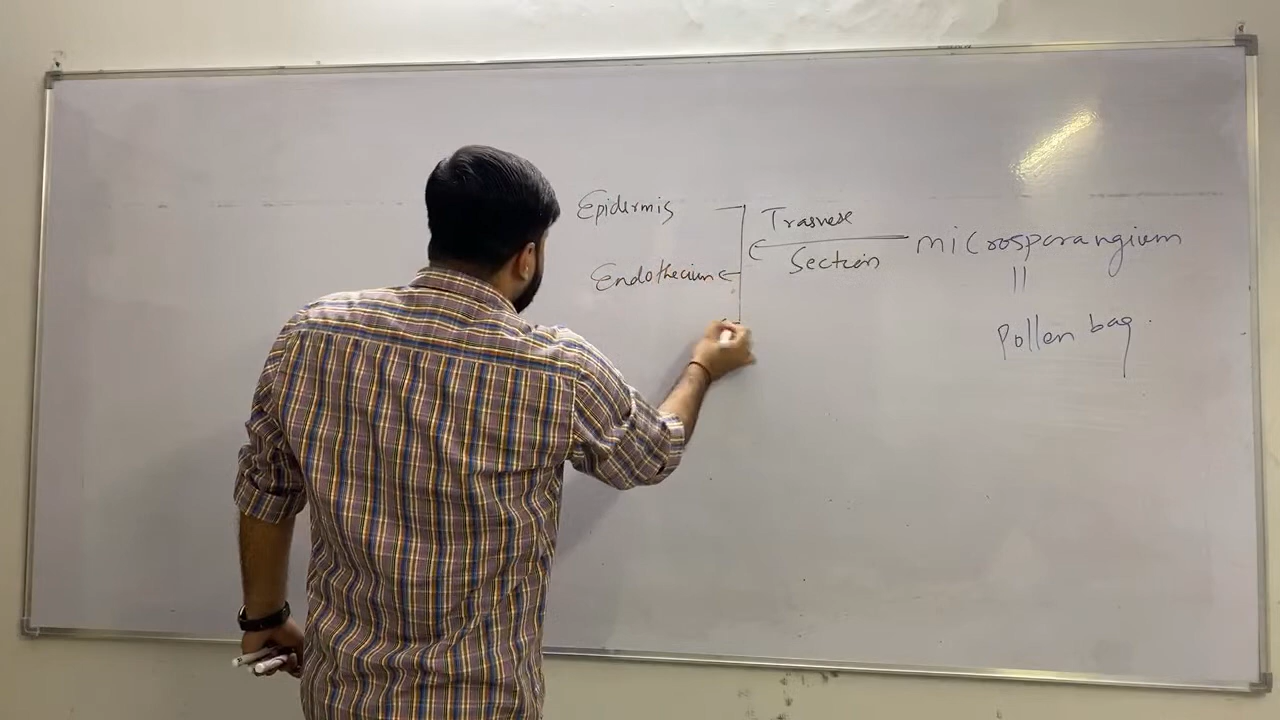 Epidermis
Endothecium
Trasvese
Section
microsporangium
||
Pollen bag.